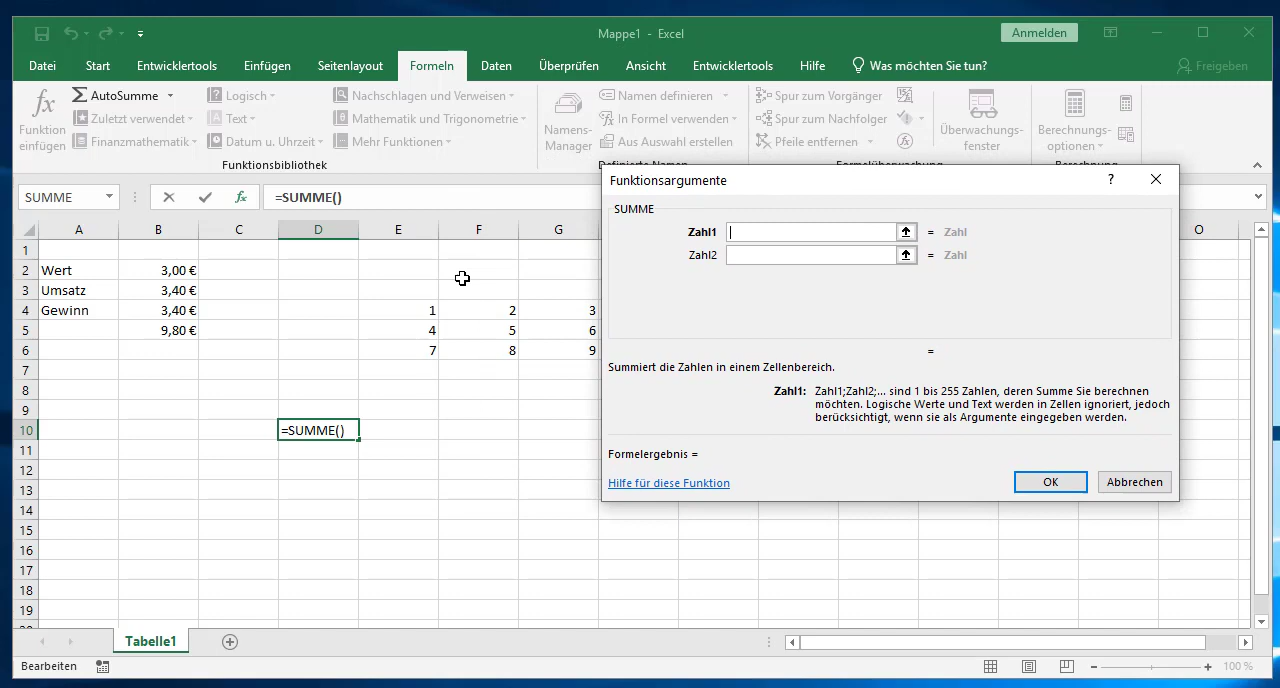 Mappe1 - Excel
Anmelden
Datei Start Entwicklertools Einfügen Seitenlayout Formeln Daten Überprüfen Ansicht Entwicklertools Hilfe Was möchten Sie tun? Freigeben
fx Funktion einfügen
Σ AutoSumme
Zuletzt verwendet
Finanzmathematik
Logisch
Text
Datum u. Uhrzeit
Nachschlagen und Verweisen
Mathematik und Trigonometrie
Mehr Funktionen
Funktionsbibliothek
Namens-Manager
Namen definieren
In Formel verwenden
Aus Auswahl erstellen
Definierte Namen
Spur zum Vorgänger
Spur zum Nachfolger
Pfeile entfernen
Überwachungs-
fenster
Formelüberwachung
Berechnungs-
optionen
Berechnung
SUMME fx =SUMME()
A B C D E F G O
1
2 Wert 3,00 €
3 Umsatz 3,40 €
4 Gewinn 3,40 € 1 2 3
5 9,80 € 4 5 6
6 7 8 9
7
8
9
10 =SUMME()
11
12
13
14
15
16
17
18
19
Funktionsargumente ?
SUMME
Zahl1 = Zahl
Zahl2 = Zahl
=
Summiert die Zahlen in einem Zellenbereich.
Zahl1: Zahl1;Zahl2;... sind 1 bis 255 Zahlen, deren Summe Sie berechnen
möchten. Logische Werte und Text werden in Zellen ignoriert, jedoch
berücksichtigt, wenn sie als Argumente eingegeben werden.
Formelergebnis =
Hilfe für diese Funktion
OK Abbrechen
Tabelle1
Bearbeiten
100 %